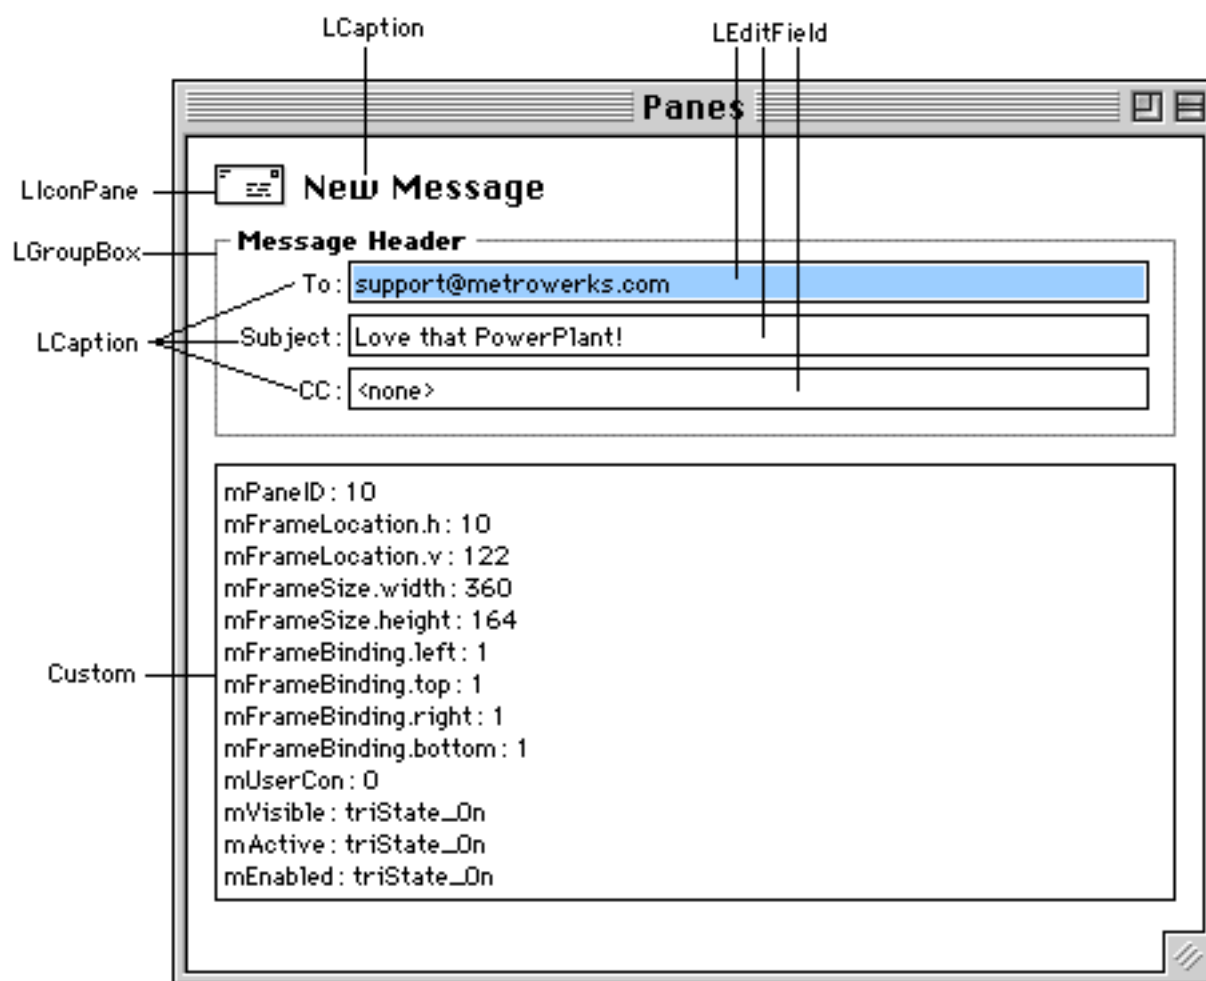 LCaption
LEditField
Panes
LIconPane
New Message
LGroupBox
Message Header
To: support@metrowerks.com
LCaption
Subject: Love that PowerPlant!
CC: <none>
mPaneID: 10
mFrameLocation.h: 10
mFrameLocation.v: 122
mFrameSize.width: 360
mFrameSize.height: 164
mFrameBinding.left: 1
Custom
mFrameBinding.top: 1
mFrameBinding.right: 1
mFrameBinding.bottom: 1
mUserCon: 0
mVisible: triState_On
mActive: triState_On
mEnabled: triState_On